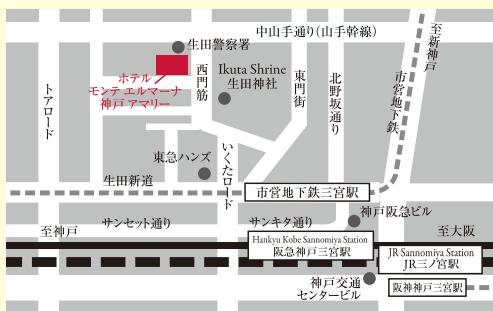 中山手通り(山手幹線)
至新神戸
生田警察署
ホテル
モンテ エルマーナ
神戸 アマリー
西門筋
Ikuta Shrine
生田神社
東門街
北野坂通り
市営地下鉄
トアロード
東急ハンズ
いくたロード
生田新道
市営地下鉄三宮駅
神戸阪急ビル
サンセット通り
サンキタ通り
至神戸
至大阪
Hankyu Kobe Sannomiya Station
阪急神戸三宮駅
JR Sannomiya Station
JR三ノ宮駅
神戸交通
センタービル
阪神神戸三宮駅